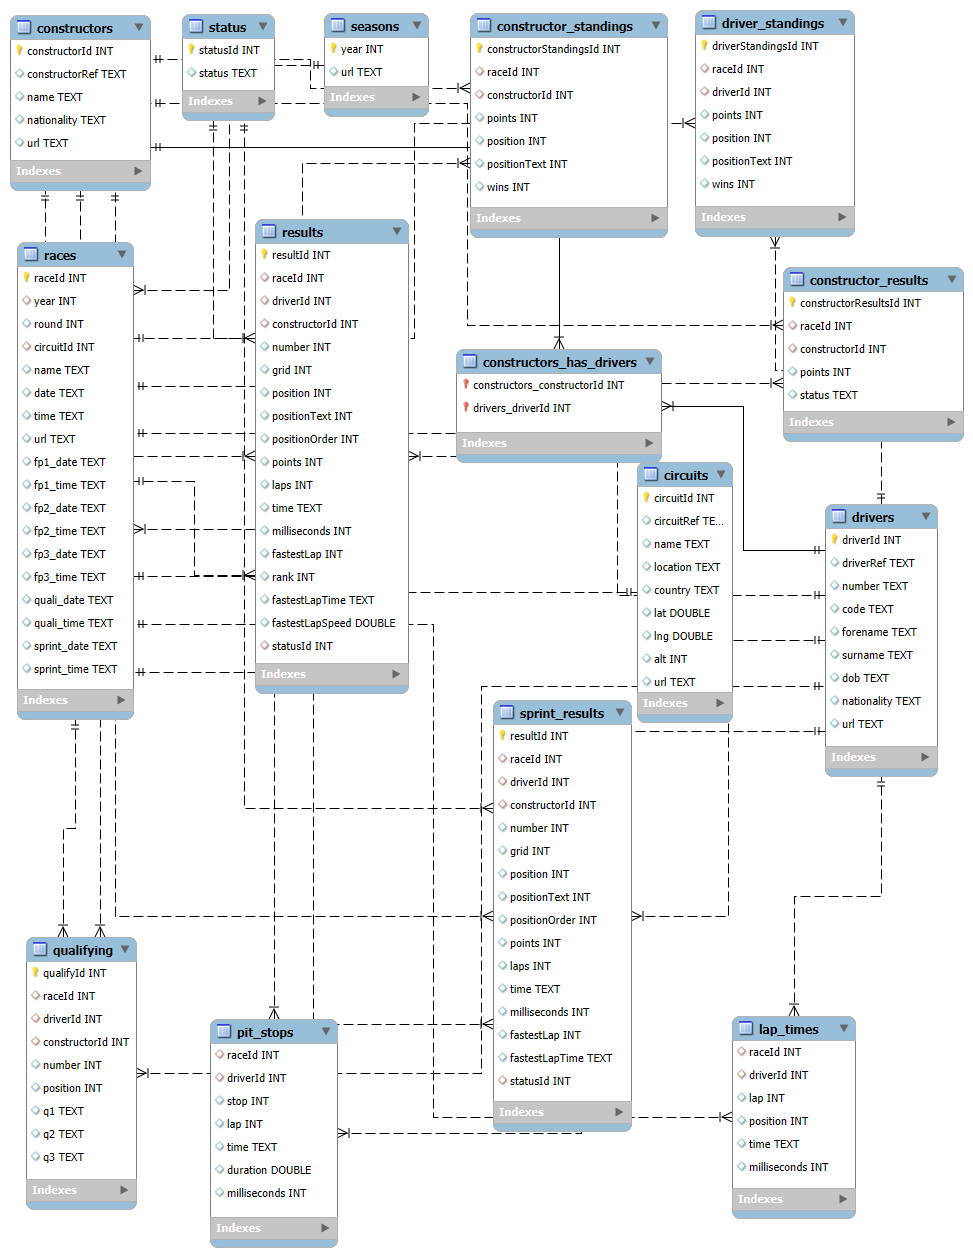 constructors
constructorId INT
constructorRef TEXT
name TEXT
nationality TEXT
url TEXT
Indexes
status
statusId INT
status TEXT
Indexes
seasons
year INT
url TEXT
Indexes
constructor_standings
constructorStandingsId INT
raceId INT
constructorId INT
points INT
position INT
positionText INT
wins INT
Indexes
driver_standings
driverStandingsId INT
raceId INT
driverId INT
points INT
position INT
positionText INT
wins INT
Indexes
races
raceId INT
year INT
round INT
circuitId INT
name TEXT
date TEXT
time TEXT
url TEXT
fp1_date TEXT
fp1_time TEXT
fp2_date TEXT
fp2_time TEXT
fp3_date TEXT
fp3_time TEXT
quali_date TEXT
quali_time TEXT
sprint_date TEXT
sprint_time TEXT
Indexes
results
resultId INT
raceId INT
driverId INT
constructorId INT
number INT
grid INT
position INT
positionText INT
positionOrder INT
points INT
laps INT
time TEXT
milliseconds INT
fastestLap INT
rank INT
fastestLapTime TEXT
fastestLapSpeed DOUBLE
statusId INT
Indexes
constructors_has_drivers
constructors_constructorId INT
drivers_driverId INT
Indexes
constructor_results
constructorResultsId INT
raceId INT
constructorId INT
points INT
status TEXT
Indexes
circuits
circuitId INT
circuitRef TE...
name TEXT
location TEXT
country TEXT
lat DOUBLE
lng DOUBLE
alt INT
url TEXT
Indexes
drivers
driverId INT
driverRef TEXT
number INT
code TEXT
forename TEXT
surname TEXT
dob TEXT
nationality TEXT
url TEXT
Indexes
sprint_results
resultId INT
raceId INT
driverId INT
constructorId INT
number INT
grid INT
position INT
positionText INT
positionOrder INT
points INT
laps INT
time TEXT
milliseconds INT
fastestLap INT
fastestLapTime TEXT
statusId INT
Indexes
qualifying
qualifyId INT
raceId INT
driverId INT
constructorId INT
number INT
position INT
q1 TEXT
q2 TEXT
q3 TEXT
Indexes
pit_stops
raceId INT
driverId INT
stop INT
lap INT
time TEXT
duration DOUBLE
milliseconds INT
Indexes
lap_times
raceId INT
driverId INT
lap INT
position INT
time TEXT
milliseconds INT
Indexes